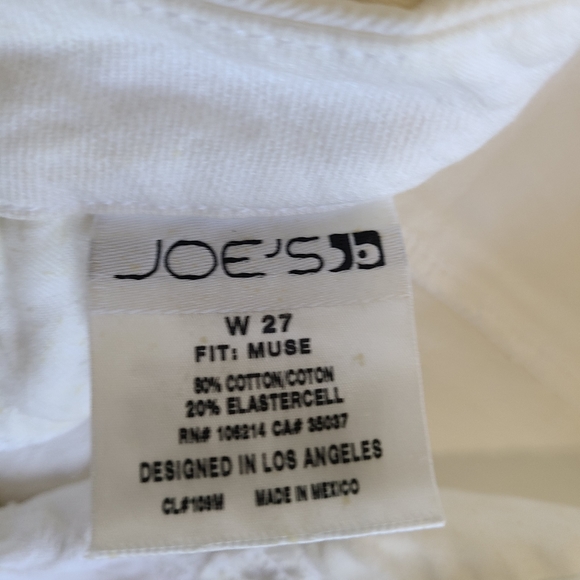 JOE'S
W 27
FIT: MUSE
80% COTTON/COTON
20% ELASTERCELL
RN# 106214 CA# 35037
DESIGNED IN LOS ANGELES
CL#109M MADE IN MEXICO